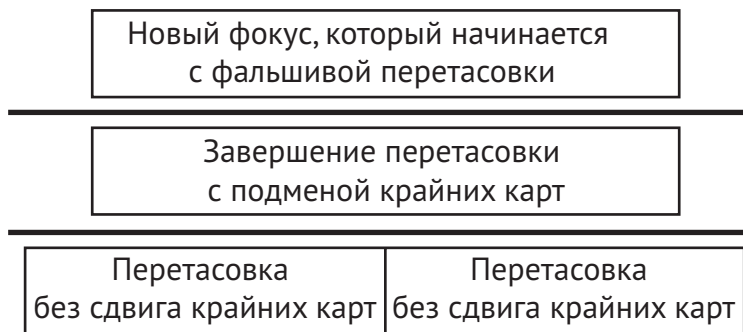 Новый фокус, который начинается
с фальшивой перетасовки
Завершение перетасовки
с подменой крайних карт
Перетасовка
без сдвига крайних карт
Перетасовка
без сдвига крайних карт